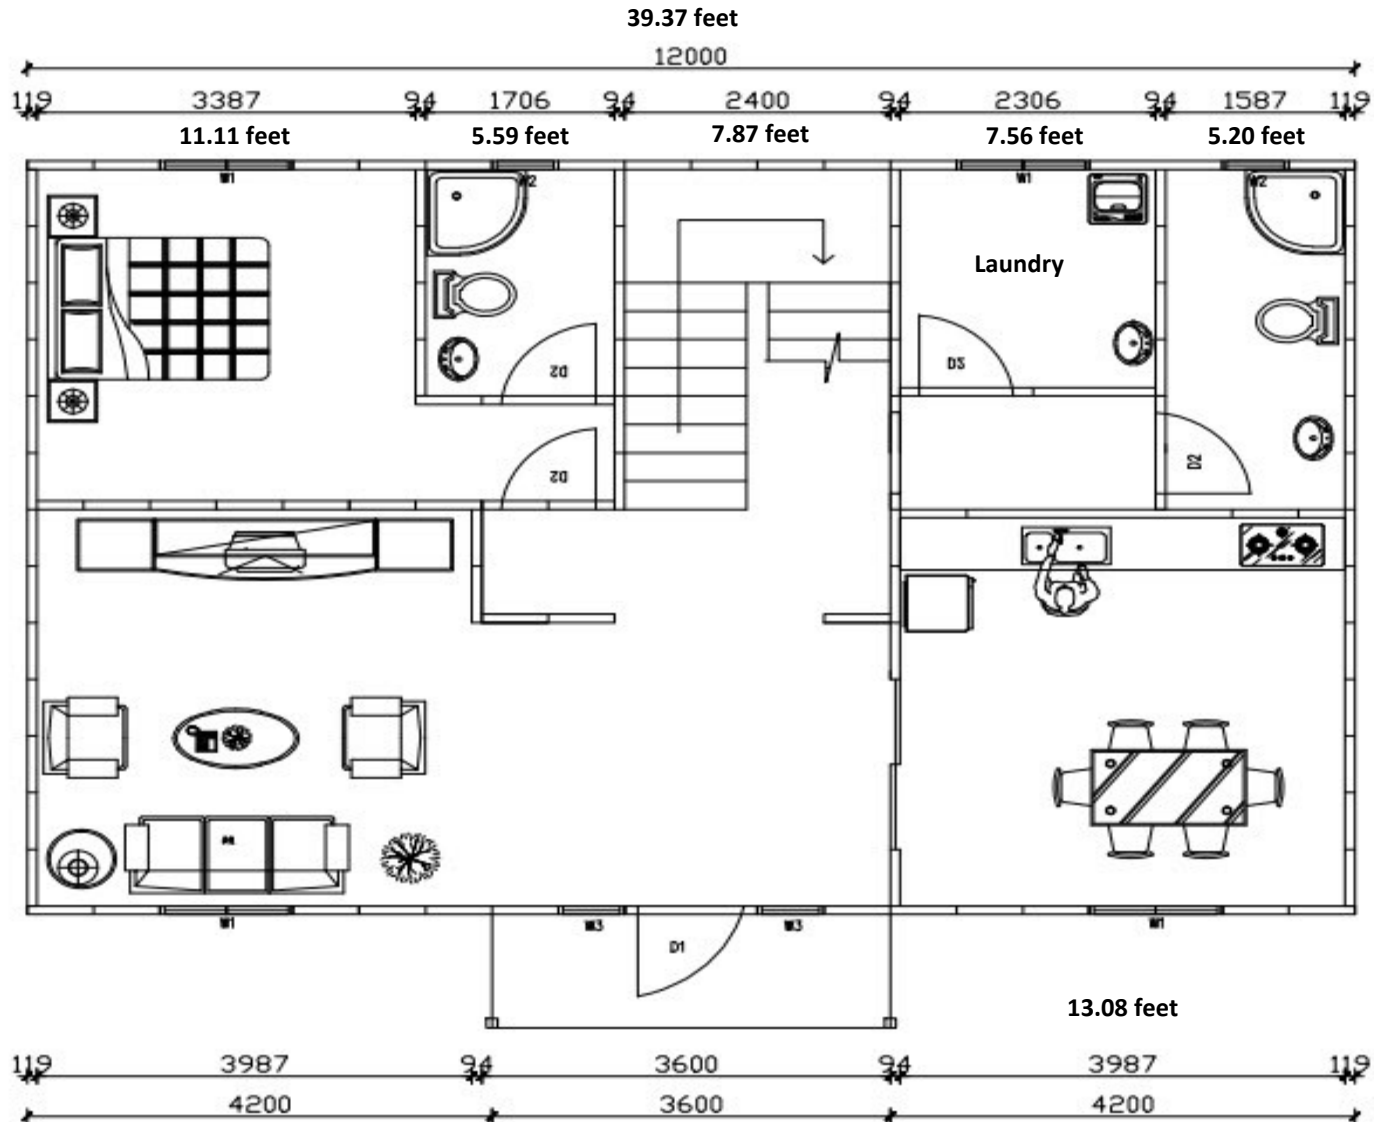 39.37 feet
12000
119 3387 94 1706 94 2400 94 2306 94 1587 119
11.11 feet 5.59 feet 7.87 feet 7.56 feet 5.20 feet
W1 W2 W1 W2
Laundry
D2 D2
D2 D2
W1 W3 W3 W1
D1
13.08 feet
119 3987 94 3600 94 3987 119
4200 3600 4200